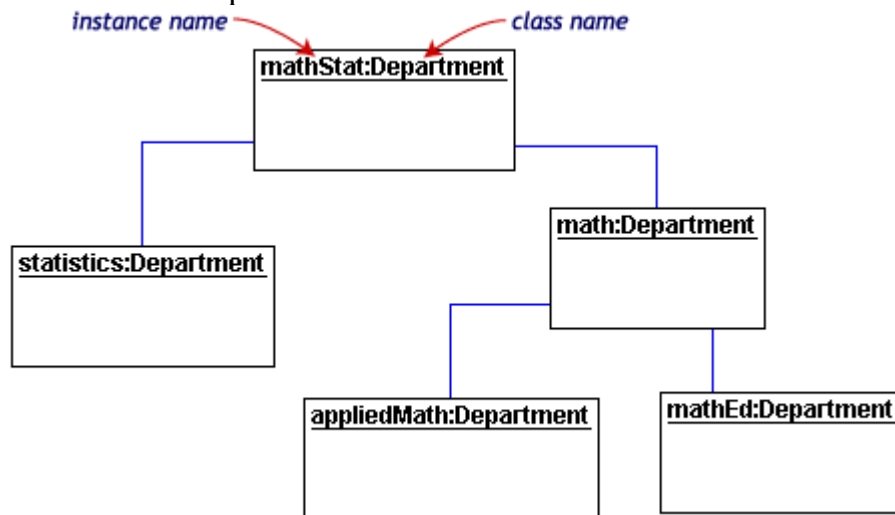 instance name
class name
mathStat:Department
math:Department
statistics:Department
appliedMath:Department
mathEd:Department